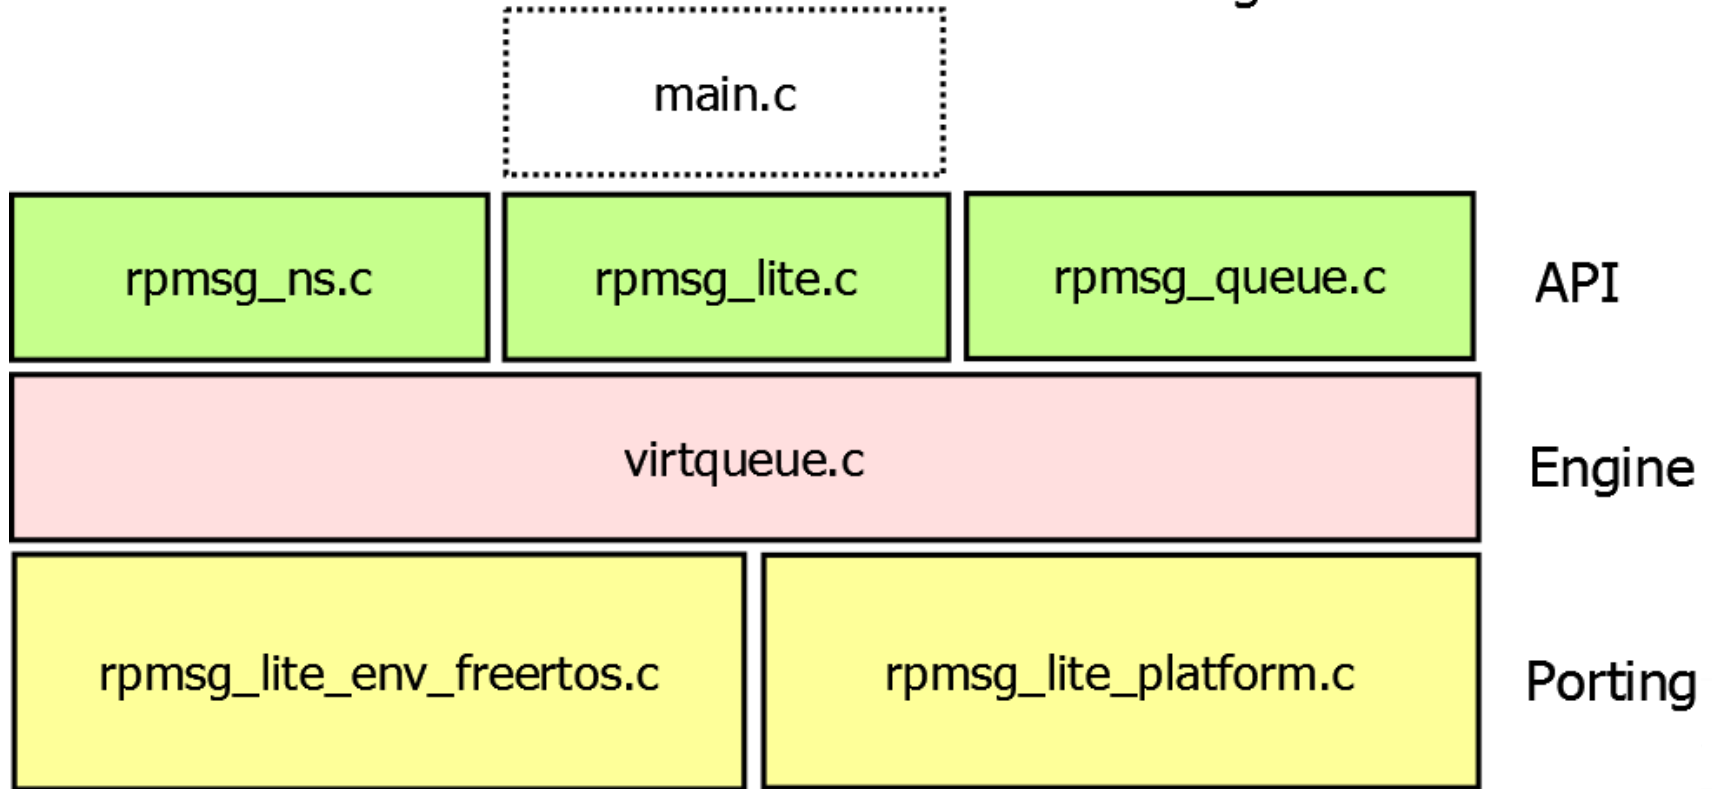 main.c
rpmsg_ns.c rpmsg_lite.c rpmsg_queue.c API
virtqueue.c Engine
rpmsg_lite_env_freertos.c rpmsg_lite_platform.c Porting